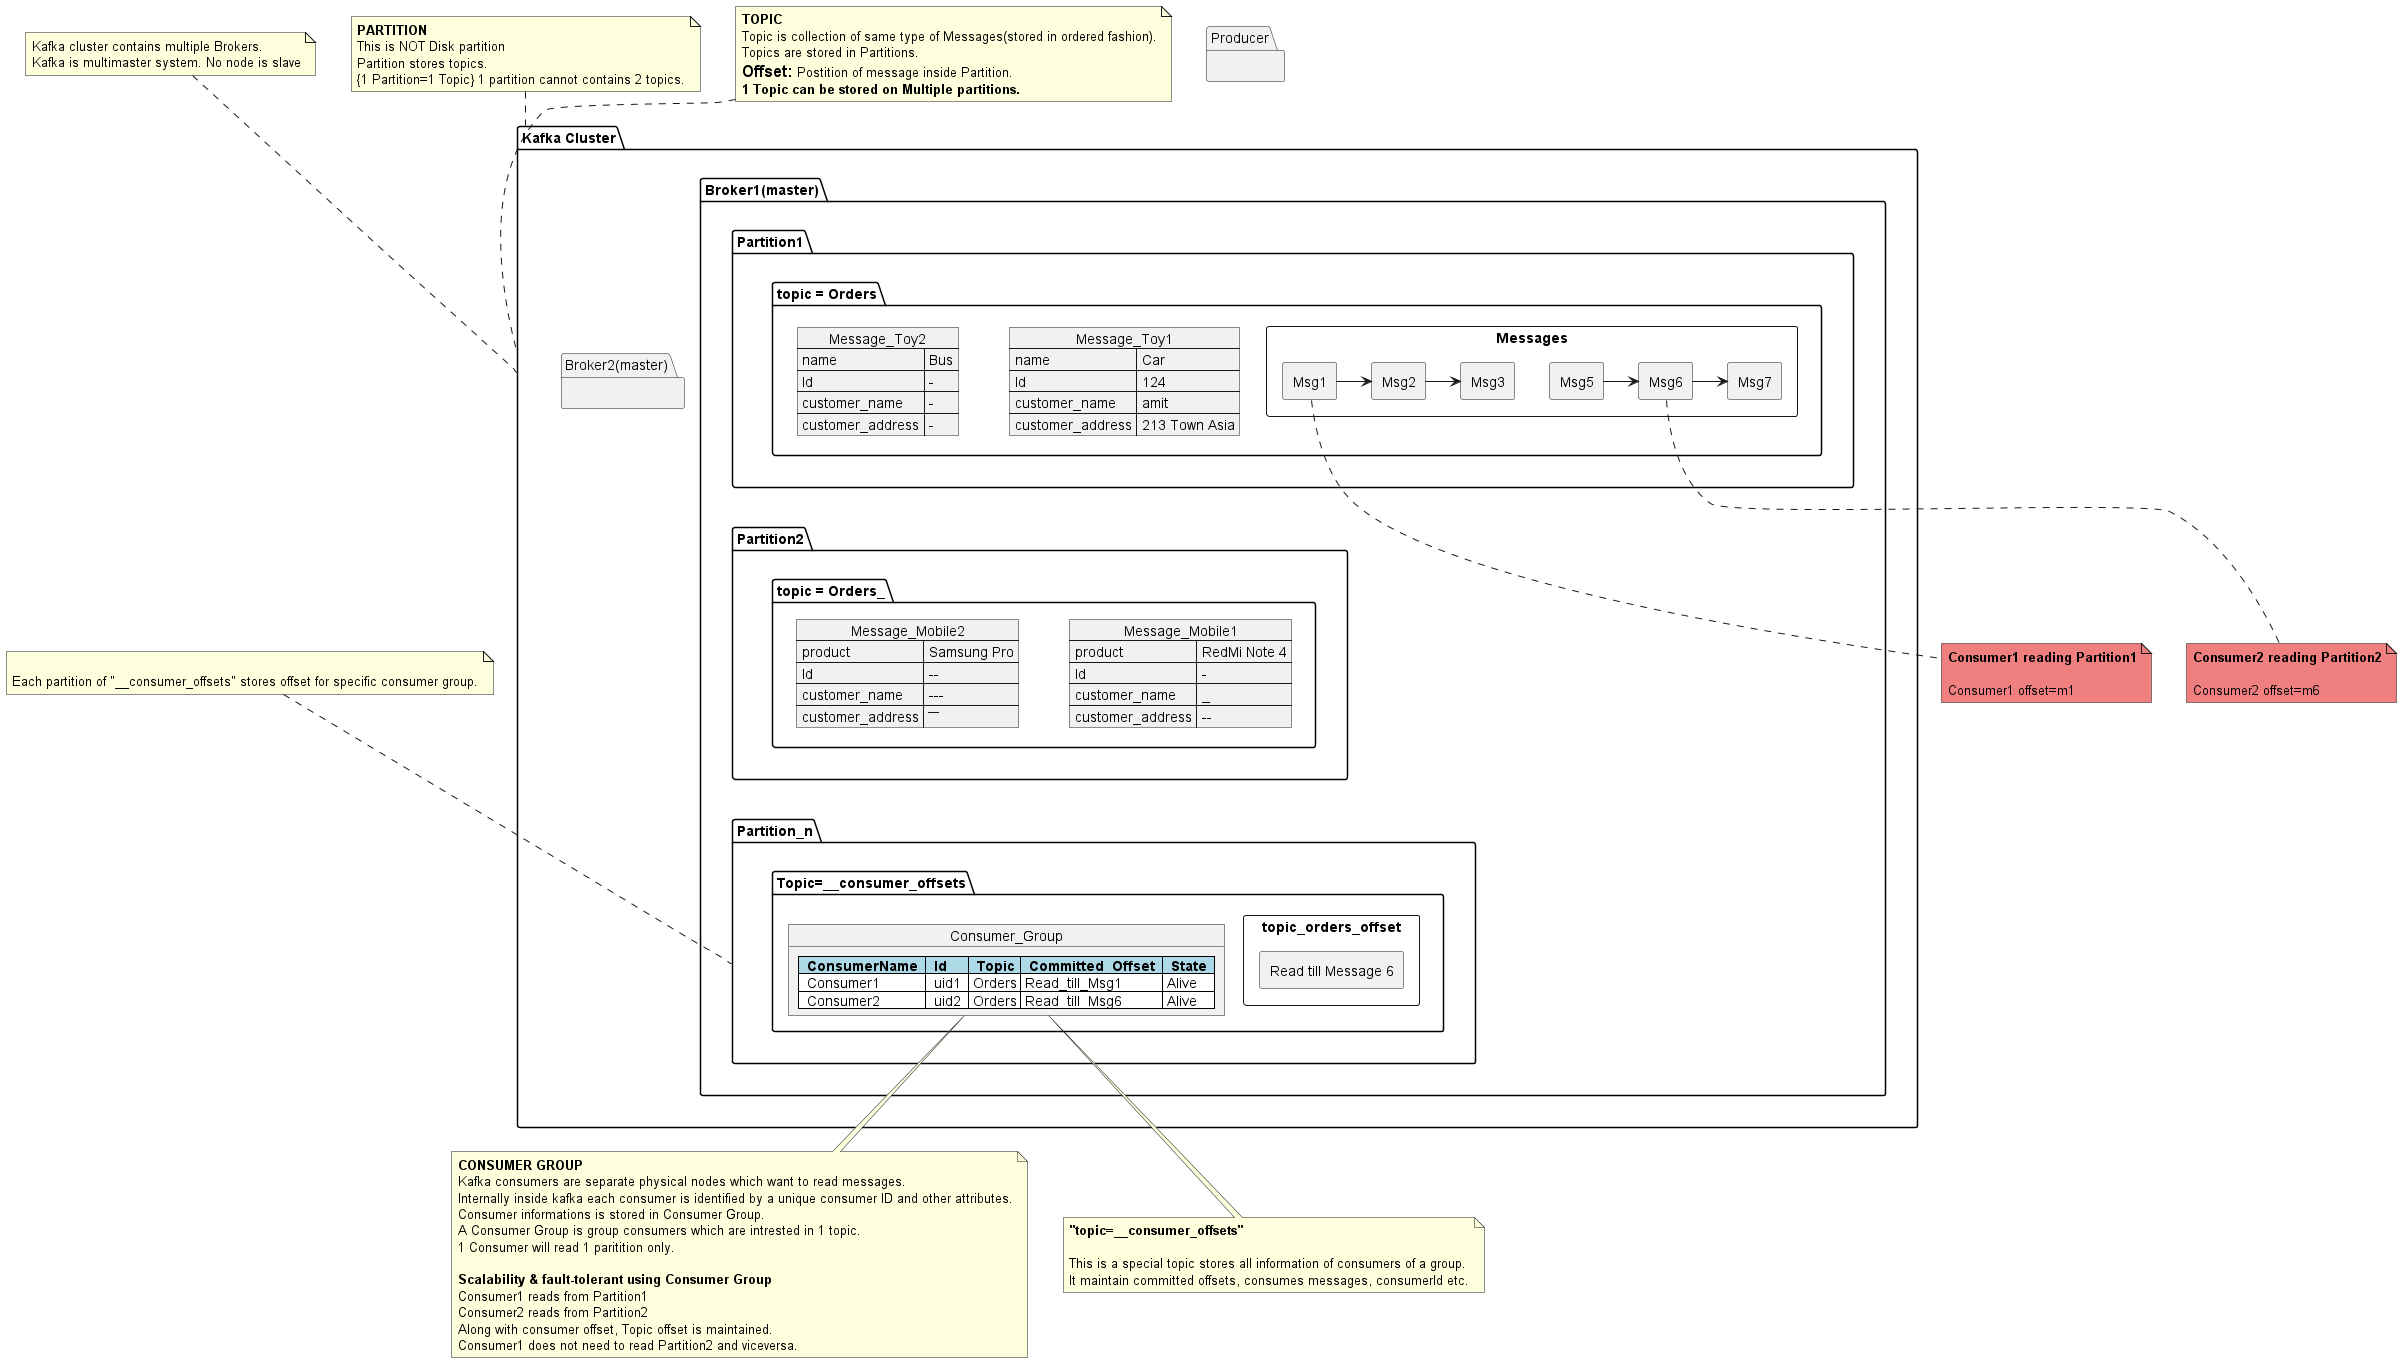 Kafka cluster contains multiple Brokers.
Kafka is multimaster system. No node is slave
PARTITION
This is NOT Disk partition
Partition stores topics.
{1 Partition=1 Topic} 1 partition cannot contains 2 topics.
TOPIC
Topic is collection of same type of Messages(stored in ordered fashion).
Topics are stored in Partitions.
Offset: Postition of message inside Partition.
1 Topic can be stored on Multiple partitions.
Producer
Kafka Cluster
Broker2(master)
Broker1(master)
Partition1
topic = Orders
Message_Toy2
name Bus
Id -
customer_name -
customer_address -
Message_Toy1
name Car
Id 124
customer_name amit
customer_address 213 Town Asia
Messages
Msg1 Msg2 Msg3 Msg5 Msg6 Msg7
Partition2
topic = Orders_
Message_Mobile2
product Samsung Pro
Id --
customer_name ---
customer_address __
Message_Mobile1
product RedMi Note 4
Id -
customer_name _
customer_address --
Each partition of "__consumer_offsets" stores offset for specific consumer group.
Consumer1 reading Partition1
Consumer1 offset=m1
Consumer2 reading Partition2
Consumer2 offset=m6
Partition_n
Topic=__consumer_offsets
Consumer_Group
ConsumerName Id Topic Committed_Offset State
Consumer1 uid1 Orders Read_till_Msg1 Alive
Consumer2 uid2 Orders Read_till_Msg6 Alive
topic_orders_offset
Read till Message 6
CONSUMER GROUP
Kafka consumers are separate physical nodes which want to read messages.
Internally inside kafka each consumer is identified by a unique consumer ID and other attributes.
Consumer informations is stored in Consumer Group.
A Consumer Group is group consumers which are intrested in 1 topic.
1 Consumer will read 1 paritition only.
Scalability & fault-tolerant using Consumer Group
Consumer1 reads from Partition1
Consumer2 reads from Partition2
Along with consumer offset, Topic offset is maintained.
Consumer1 does not need to read Partition2 and viceversa.
"topic=__consumer_offsets"
This is a special topic stores all information of consumers of a group.
It maintain committed offsets, consumes messages, consumerId etc.